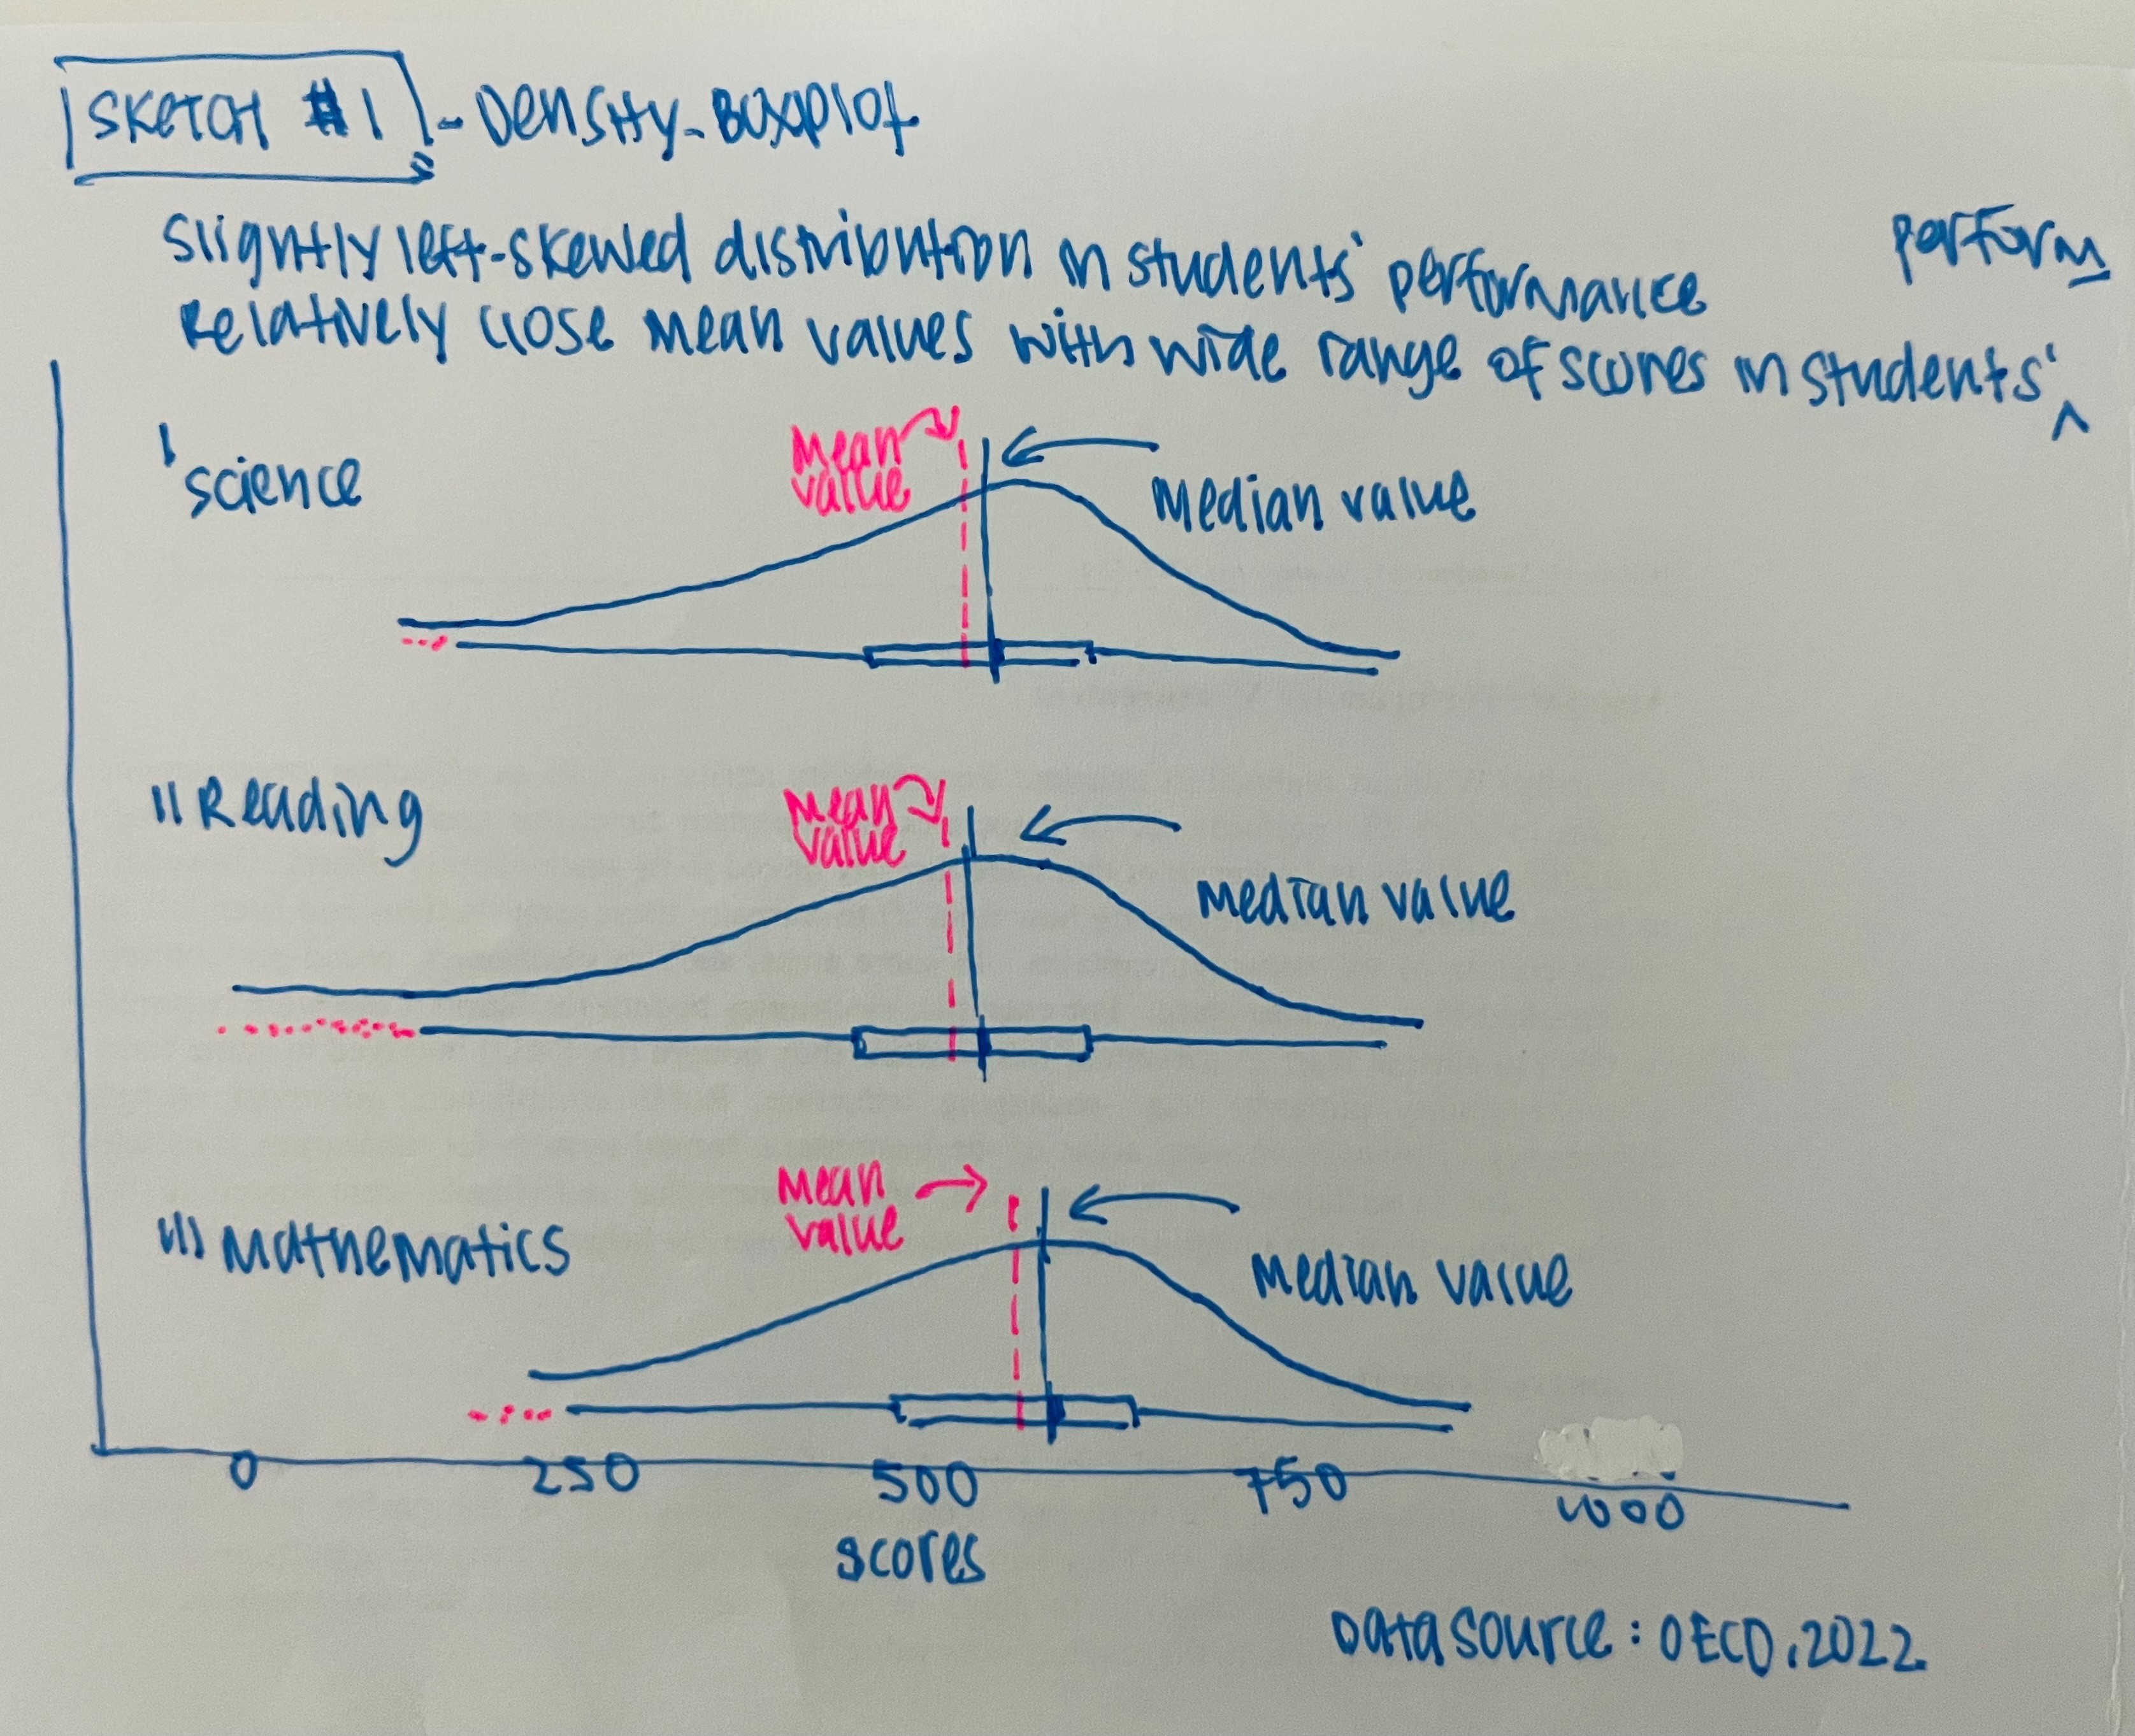 SKETCH #1 - Density-Boxplot
perform
Slightly left-skewed distribution in students' performance
Relatively close mean values with wide range of scores in students' ^
I Science
Mean value
Median value
II Reading
Mean value
Median value
III Mathematics
Mean value
Median value
0 250 500 750 1000
scores
Data source: OECD, 2022